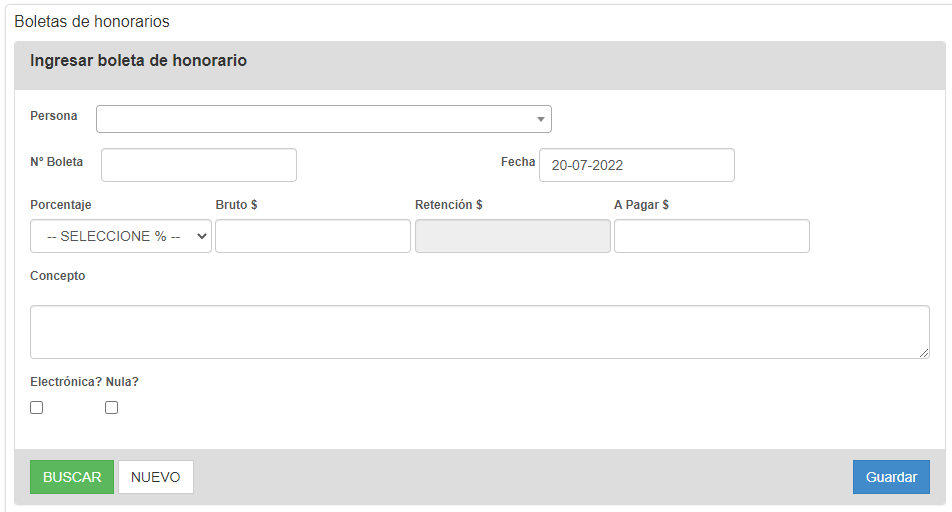 Boletas de honorarios
Ingresar boleta de honorario
Persona
Nº Boleta
Fecha 20-07-2022
Porcentaje Bruto $ Retención $ A Pagar $
-- SELECCIONE % --
Concepto
Electrónica? Nula?
BUSCAR NUEVO Guardar